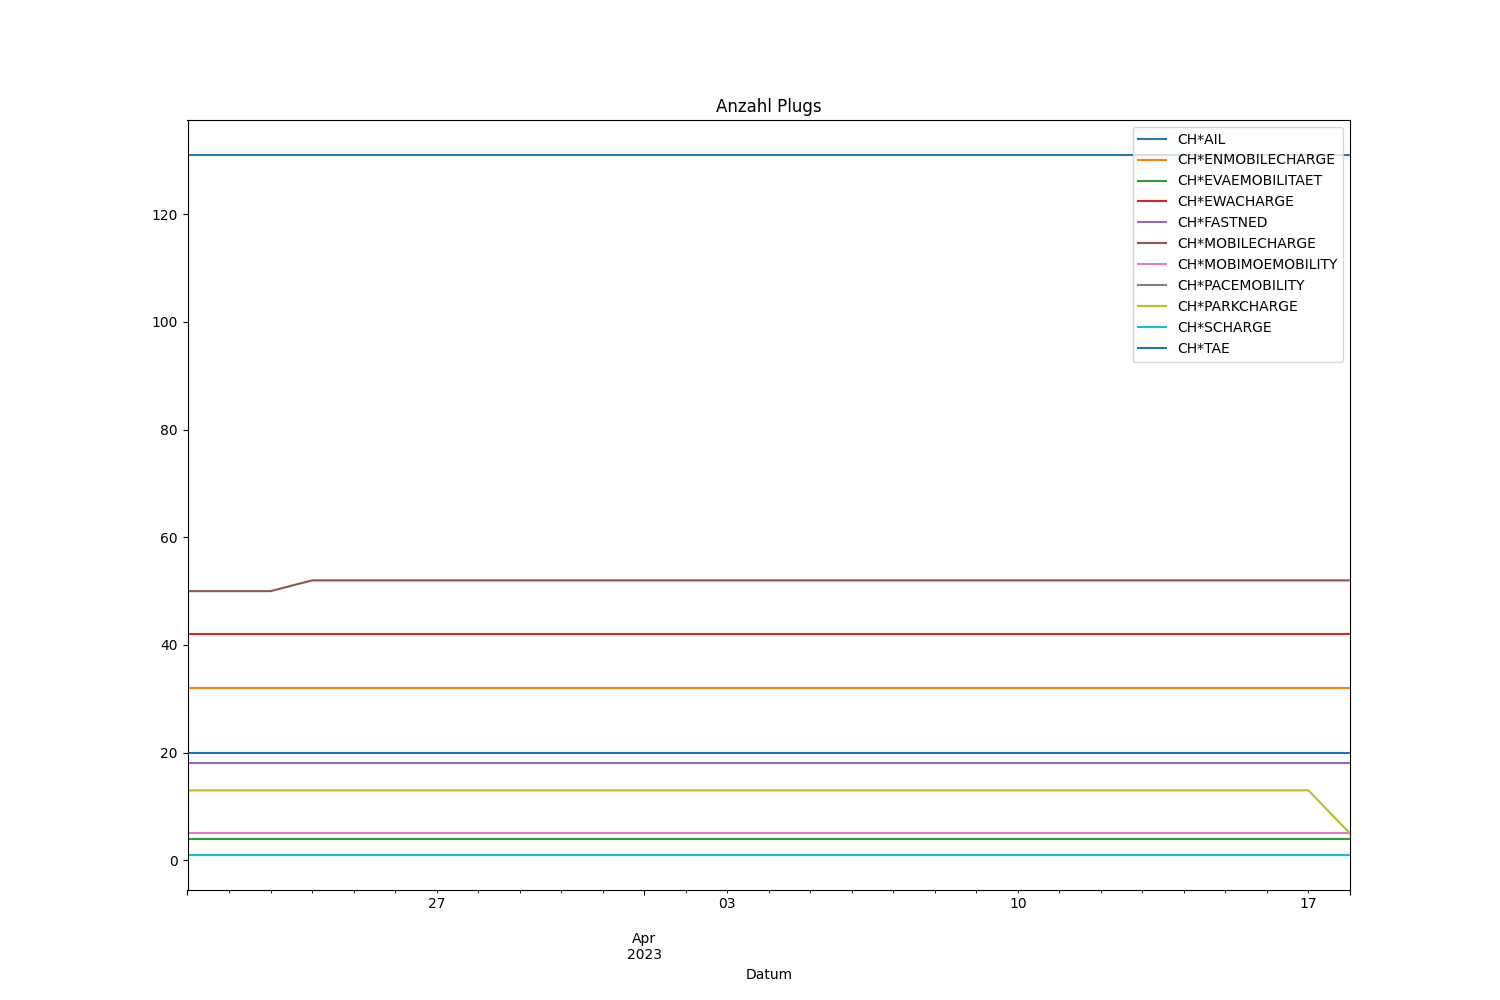 Anzahl Plugs
CH*AIL
CH*ENMOBILECHARGE
CH*EVAEMOBILITAET
CH*EWACHARGE
CH*FASTNED
CH*MOBILECHARGE
CH*MOBIMOEMOBILITY
CH*PACEMOBILITY
CH*PARKCHARGE
CH*SCHARGE
CH*TAE
120
100
80
60
40
20
0
27 03 10 17
Apr
2023
Datum